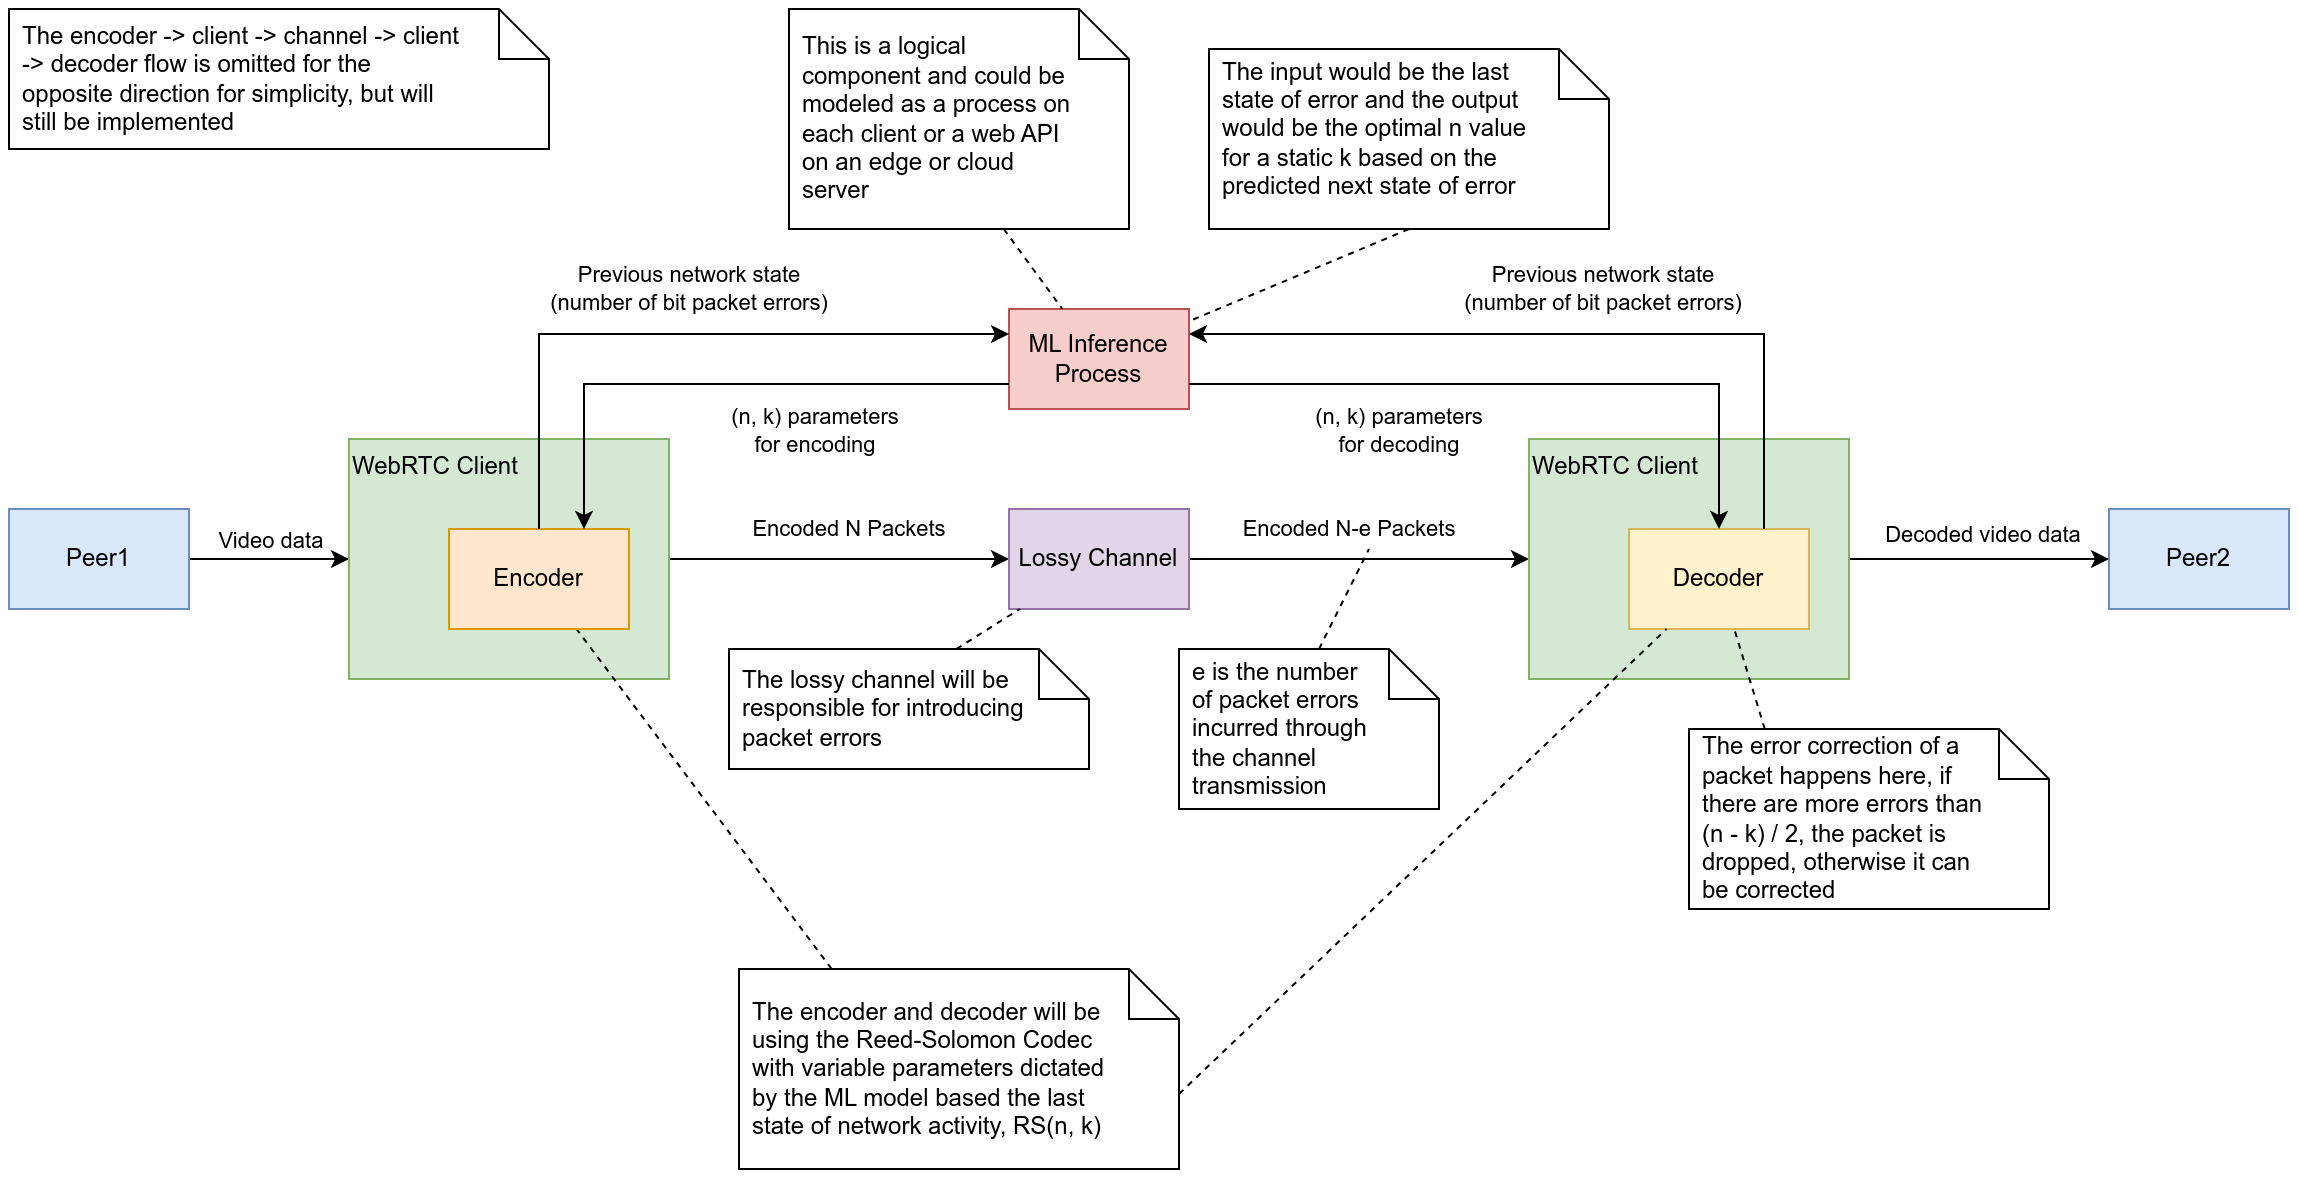 The encoder -> client -> channel -> client
-> decoder flow is omitted for the
opposite direction for simplicity, but will
still be implemented
This is a logical
component and could be
modeled as a process on
each client or a web API
on an edge or cloud
server
The input would be the last
state of error and the output
would be the optimal n value
for a static k based on the
predicted next state of error
Previous network state
(number of bit packet errors)
Previous network state
(number of bit packet errors)
ML Inference
Process
(n, k) parameters
for encoding
(n, k) parameters
for decoding
WebRTC Client
WebRTC Client
Peer1
Video data
Encoder
Encoded N Packets
Lossy Channel
Encoded N-e Packets
Decoder
Decoded video data
Peer2
The lossy channel will be
responsible for introducing
packet errors
e is the number
of packet errors
incurred through
the channel
transmission
The error correction of a
packet happens here, if
there are more errors than
(n - k) / 2, the packet is
dropped, otherwise it can
be corrected
The encoder and decoder will be
using the Reed-Solomon Codec
with variable parameters dictated
by the ML model based the last
state of network activity, RS(n, k)